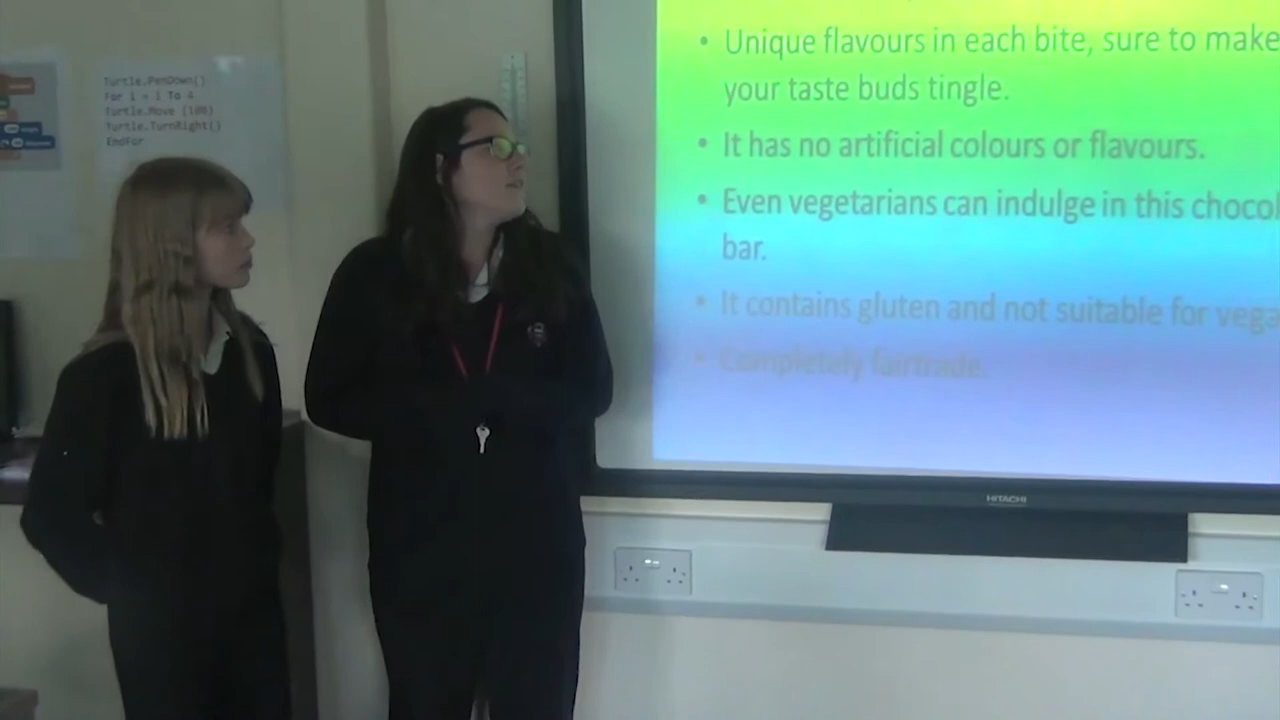 Turtle.PenDown()
For i = 1 To 4
Turtle.Move (100)
Turtle.TurnRight()
EndFor
• Unique flavours in each bite, sure to make
your taste buds tingle.
• It has no artificial colours or flavours.
• Even vegetarians can indulge in this chocol
bar.
• It contains gluten and not suitable for vega
• Completely fairtrade.
HITACHI